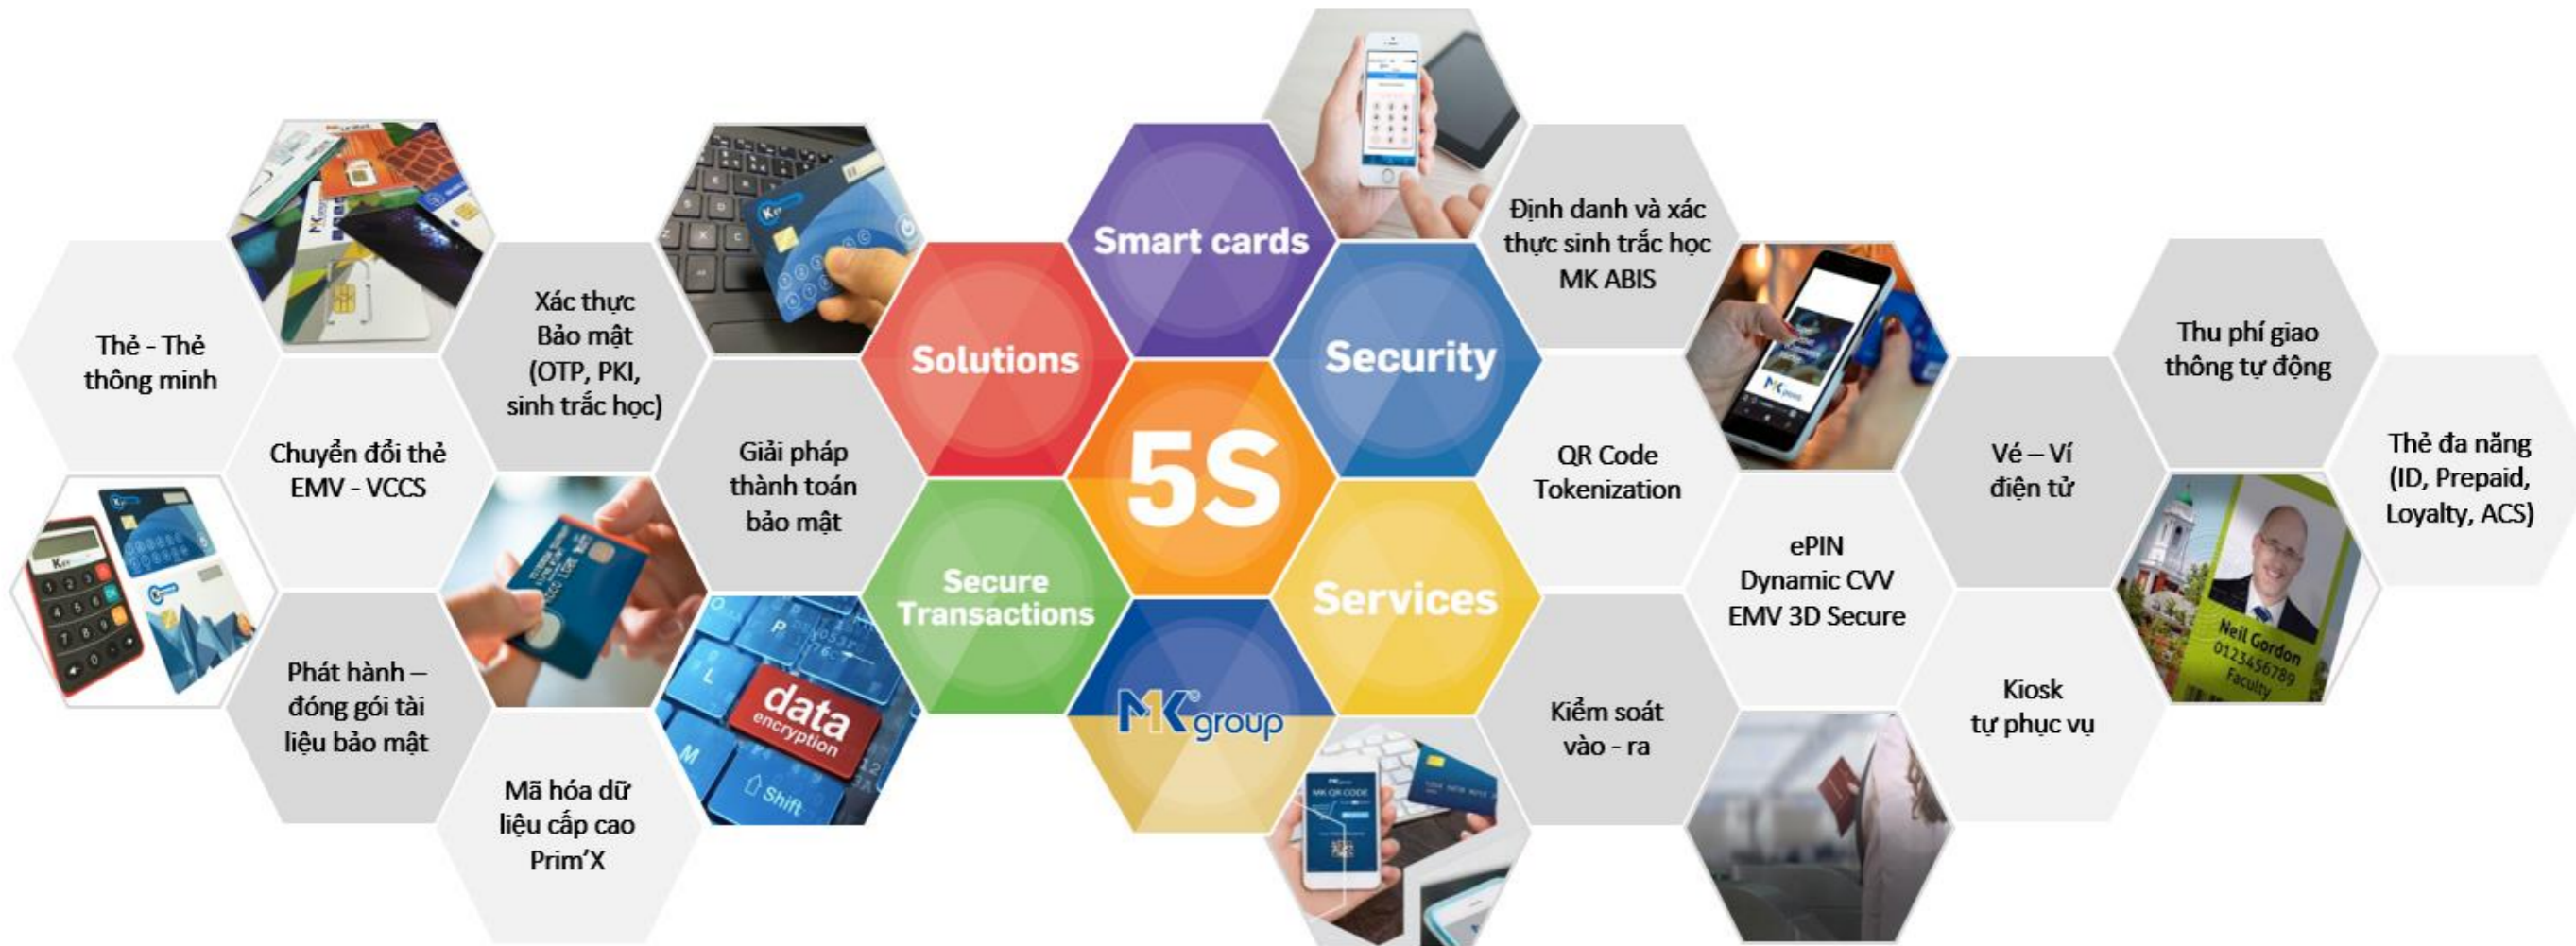 Thẻ - Thẻ
thông minh
Chuyển đổi thẻ
EMV - VCCS
Phát hành –
đóng gói tài
liệu bảo mật
Xác thực
Bảo mật
(OTP, PKI,
sinh trắc học)
Mã hóa dữ
liệu cấp cao
Prim’X
Giải pháp
thành toán
bảo mật
data
encryption
Shift
Solutions
Secure
Transactions
Smart cards
5S
MK group
Security
Services
MK QR CODE
Định danh và xác
thực sinh trắc học
MK ABIS
QR Code
Tokenization
Kiểm soát
vào - ra
MK group
ePIN
Dynamic CVV
EMV 3D Secure
Vé – Ví
điện tử
Kiosk
tự phục vụ
Thu phí giao
thông tự động
Neil Gordon
0123456789
Faculty
Thẻ đa năng
(ID, Prepaid,
Loyalty, ACS)